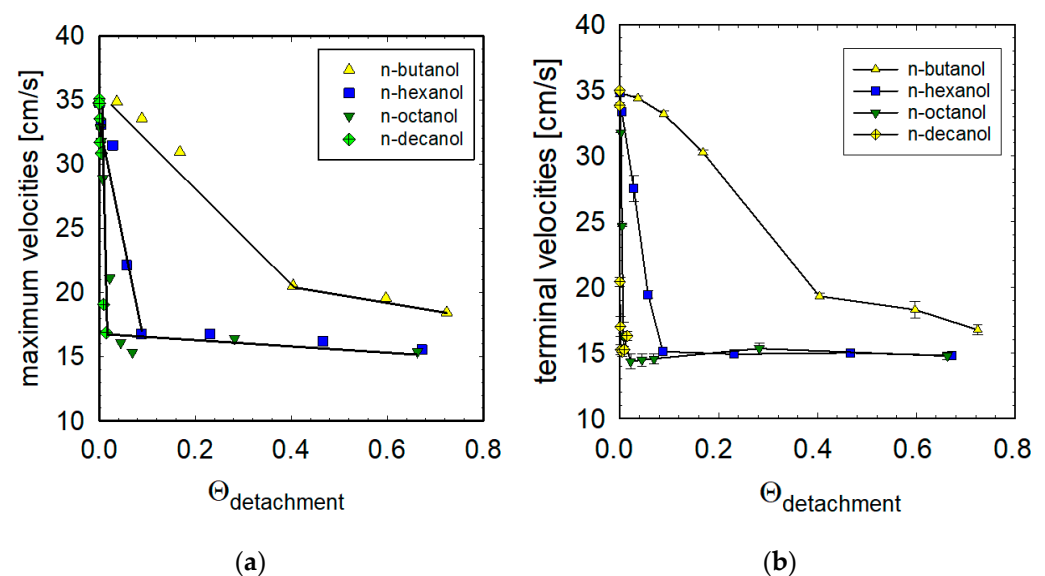 40
35
30
25
20
15
10
maximum velocities [cm/s]
n-butanol
n-hexanol
n-octanol
n-decanol
0.0 0.2 0.4 0.6 0.8
Θdetachment
(a)
40
35
30
25
20
15
10
terminal velocities [cm/s]
n-butanol
n-hexanol
n-octanol
n-decanol
0.0 0.2 0.4 0.6 0.8
Θdetachment
(b)